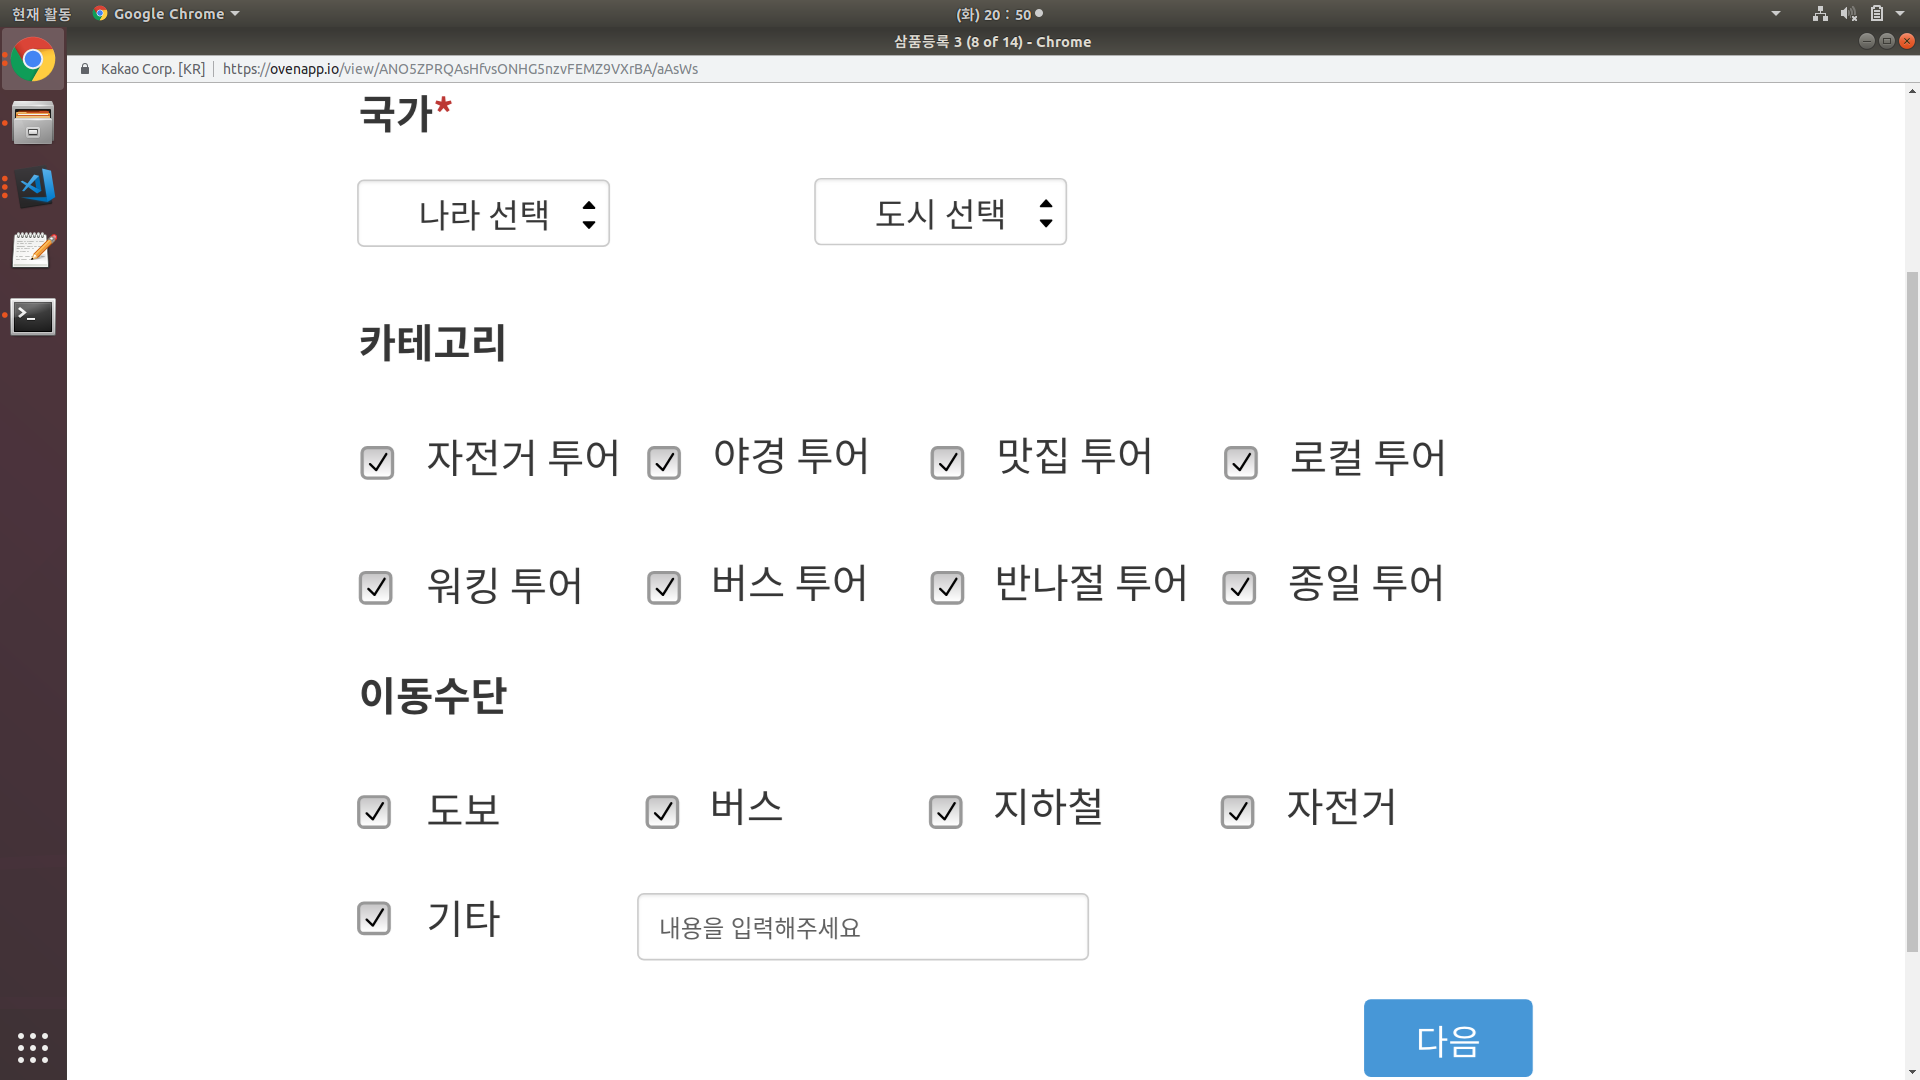 현재 활동 Google Chrome (화) 20 : 50
삼품등록 3 (8 of 14) - Chrome
Kakao Corp. [KR] https://ovenapp.io/view/ANO5ZPRQAsHfvsONHG5nzvFEMZ9VXrBA/aAsWs
국가*
나라 선택 도시 선택
카테고리
자전거 투어 야경 투어 맛집 투어 로컬 투어
워킹 투어 버스 투어 반나절 투어 종일 투어
이동수단
도보 버스 지하철 자전거
기타 내용을 입력해주세요
다음